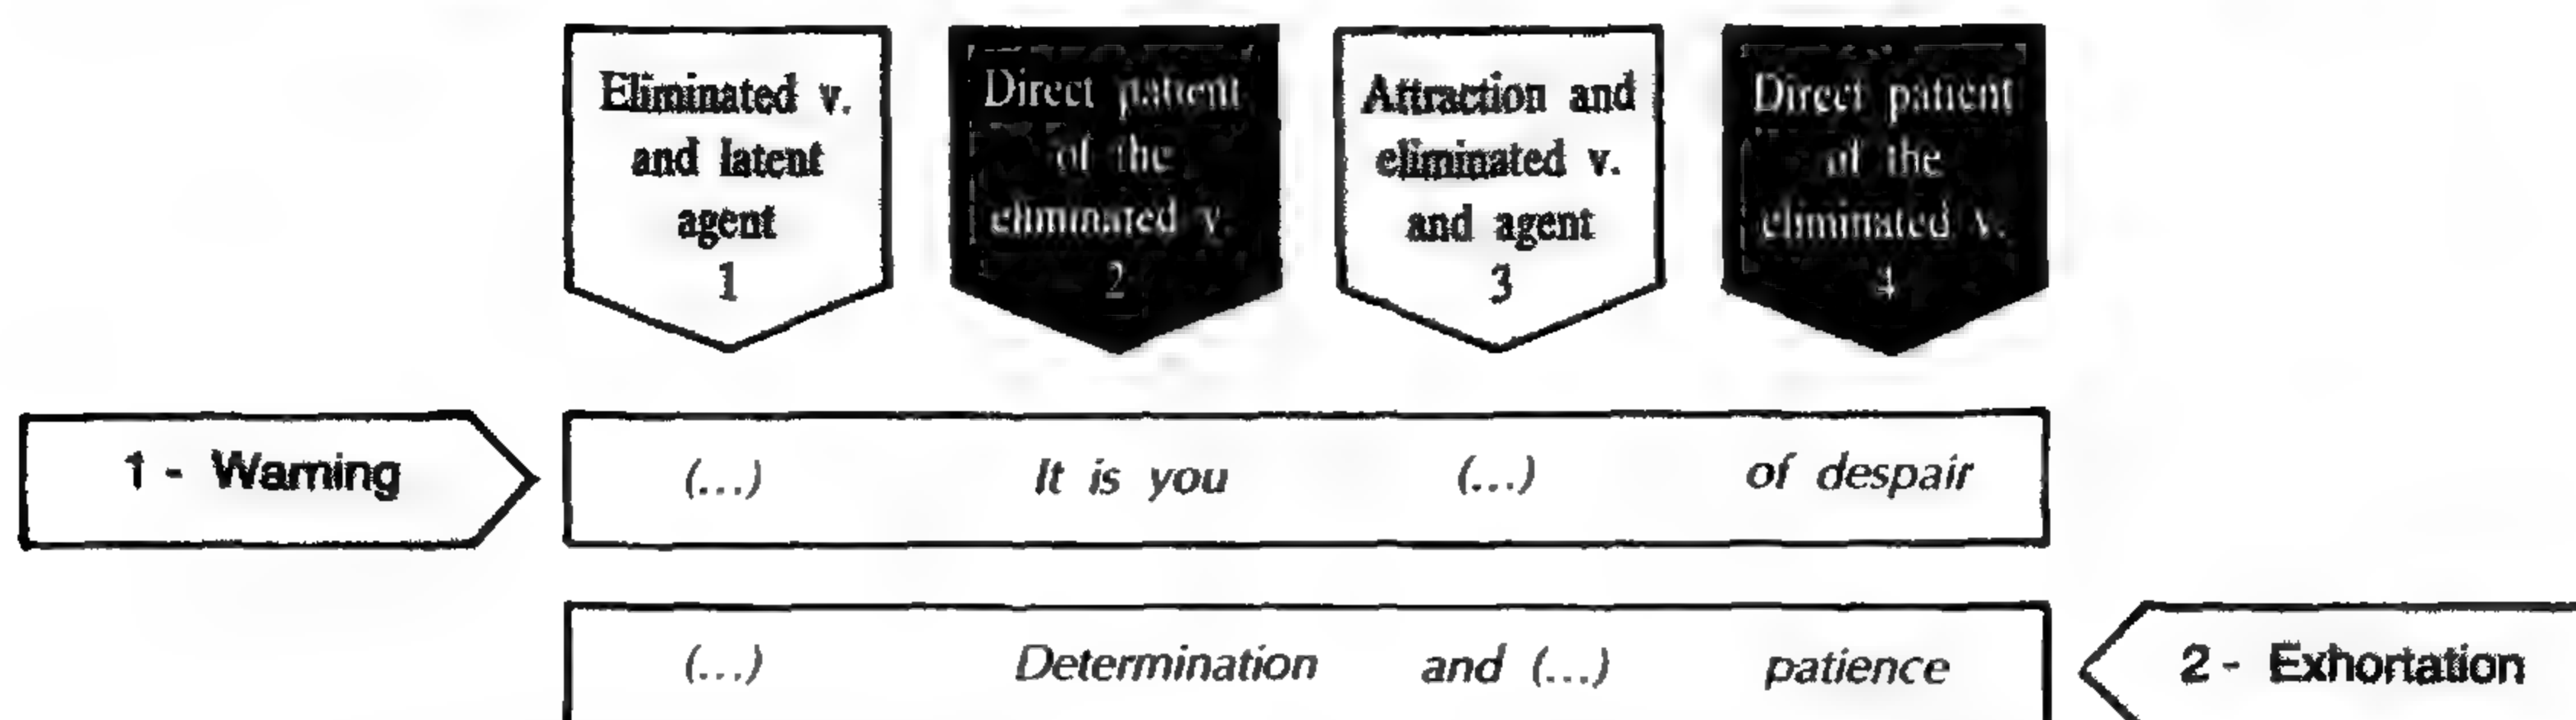 Eliminated v.
and latent
agent
1
Direct patient
of the
eliminated v.
2
Attraction and
eliminated v.
and agent
3
Direct patient
of the
eliminated v.
4
1 - Warning
(...) It is you (...) of despair
(...) Determination and (...) patience
2 - Exhortation